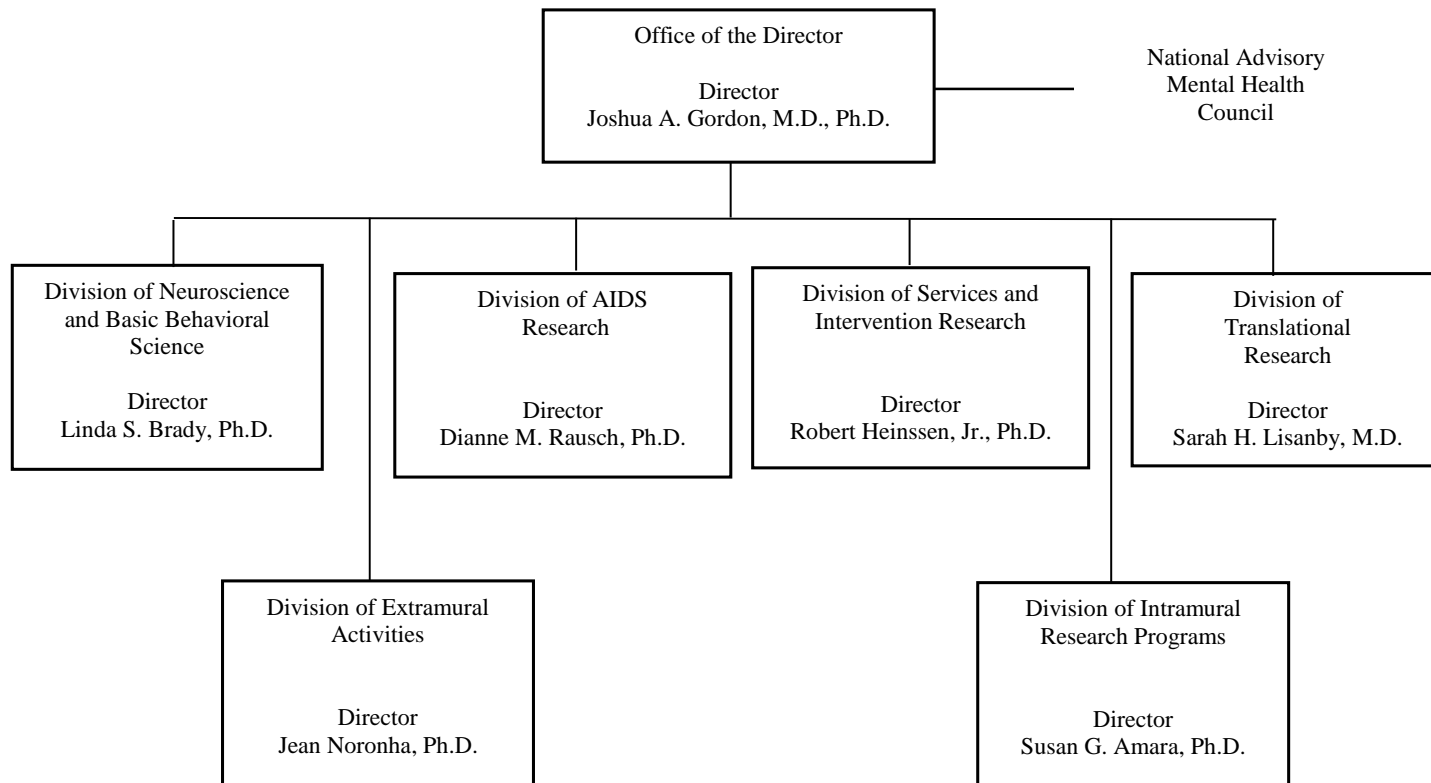 Office of the Director
Director
Joshua A. Gordon, M.D., Ph.D.
National Advisory
Mental Health
Council
Division of Neuroscience
and Basic Behavioral
Science
Director
Linda S. Brady, Ph.D.
Division of AIDS
Research
Director
Dianne M. Rausch, Ph.D.
Division of Services and
Intervention Research
Director
Robert Heinssen, Jr., Ph.D.
Division of
Translational
Research
Director
Sarah H. Lisanby, M.D.
Division of Extramural
Activities
Director
Jean Noronha, Ph.D.
Division of Intramural
Research Programs
Director
Susan G. Amara, Ph.D.